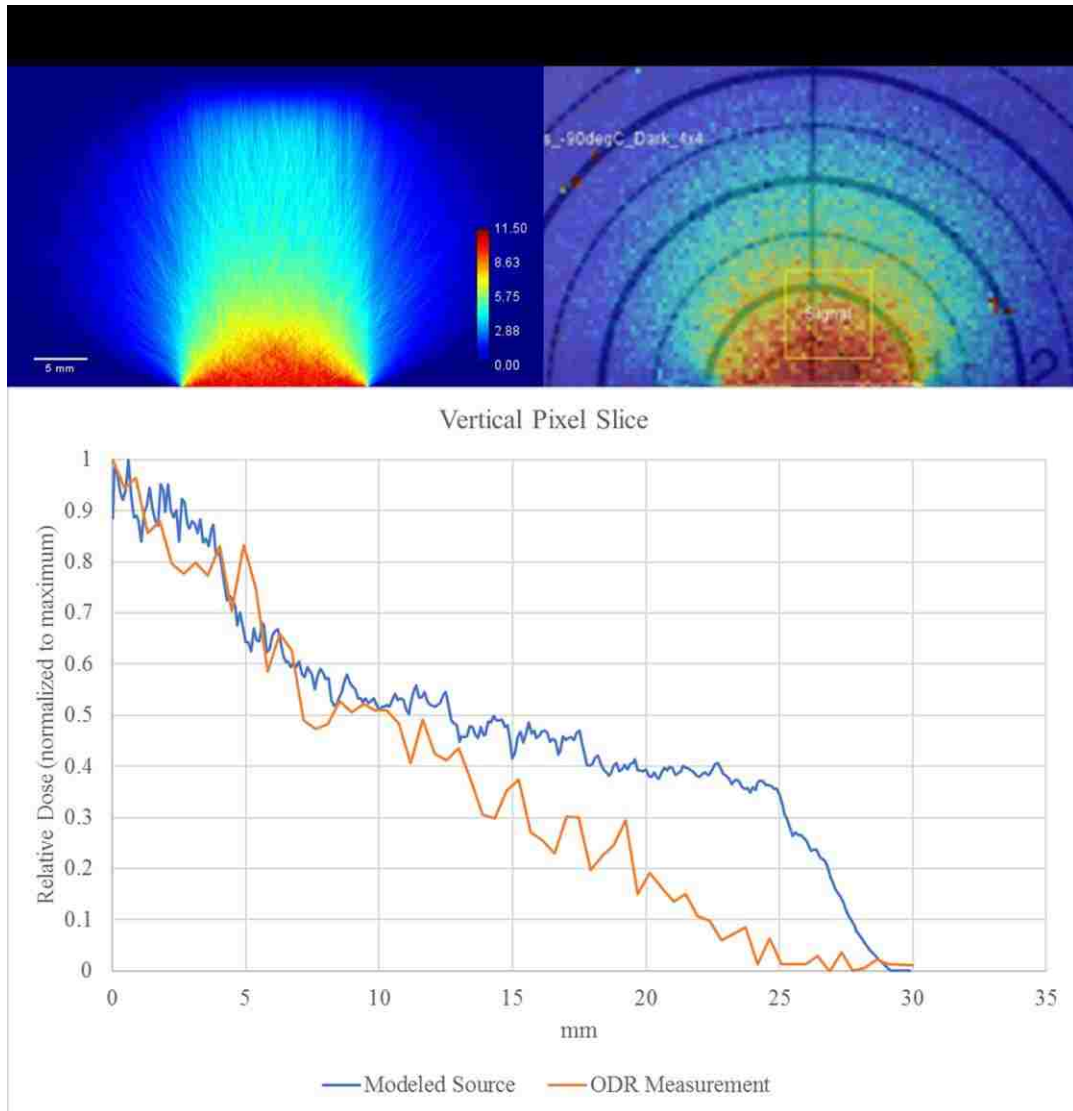 s_-90degC_Dark_4x4
11.50
8.63
5.75
2.88
0.00
5 mm
Signal
2
Vertical Pixel Slice
Relative Dose (normalized to maximum)
1
0.9
0.8
0.7
0.6
0.5
0.4
0.3
0.2
0.1
0
0 5 10 15 20 25 30 35
mm
Modeled Source ODR Measurement